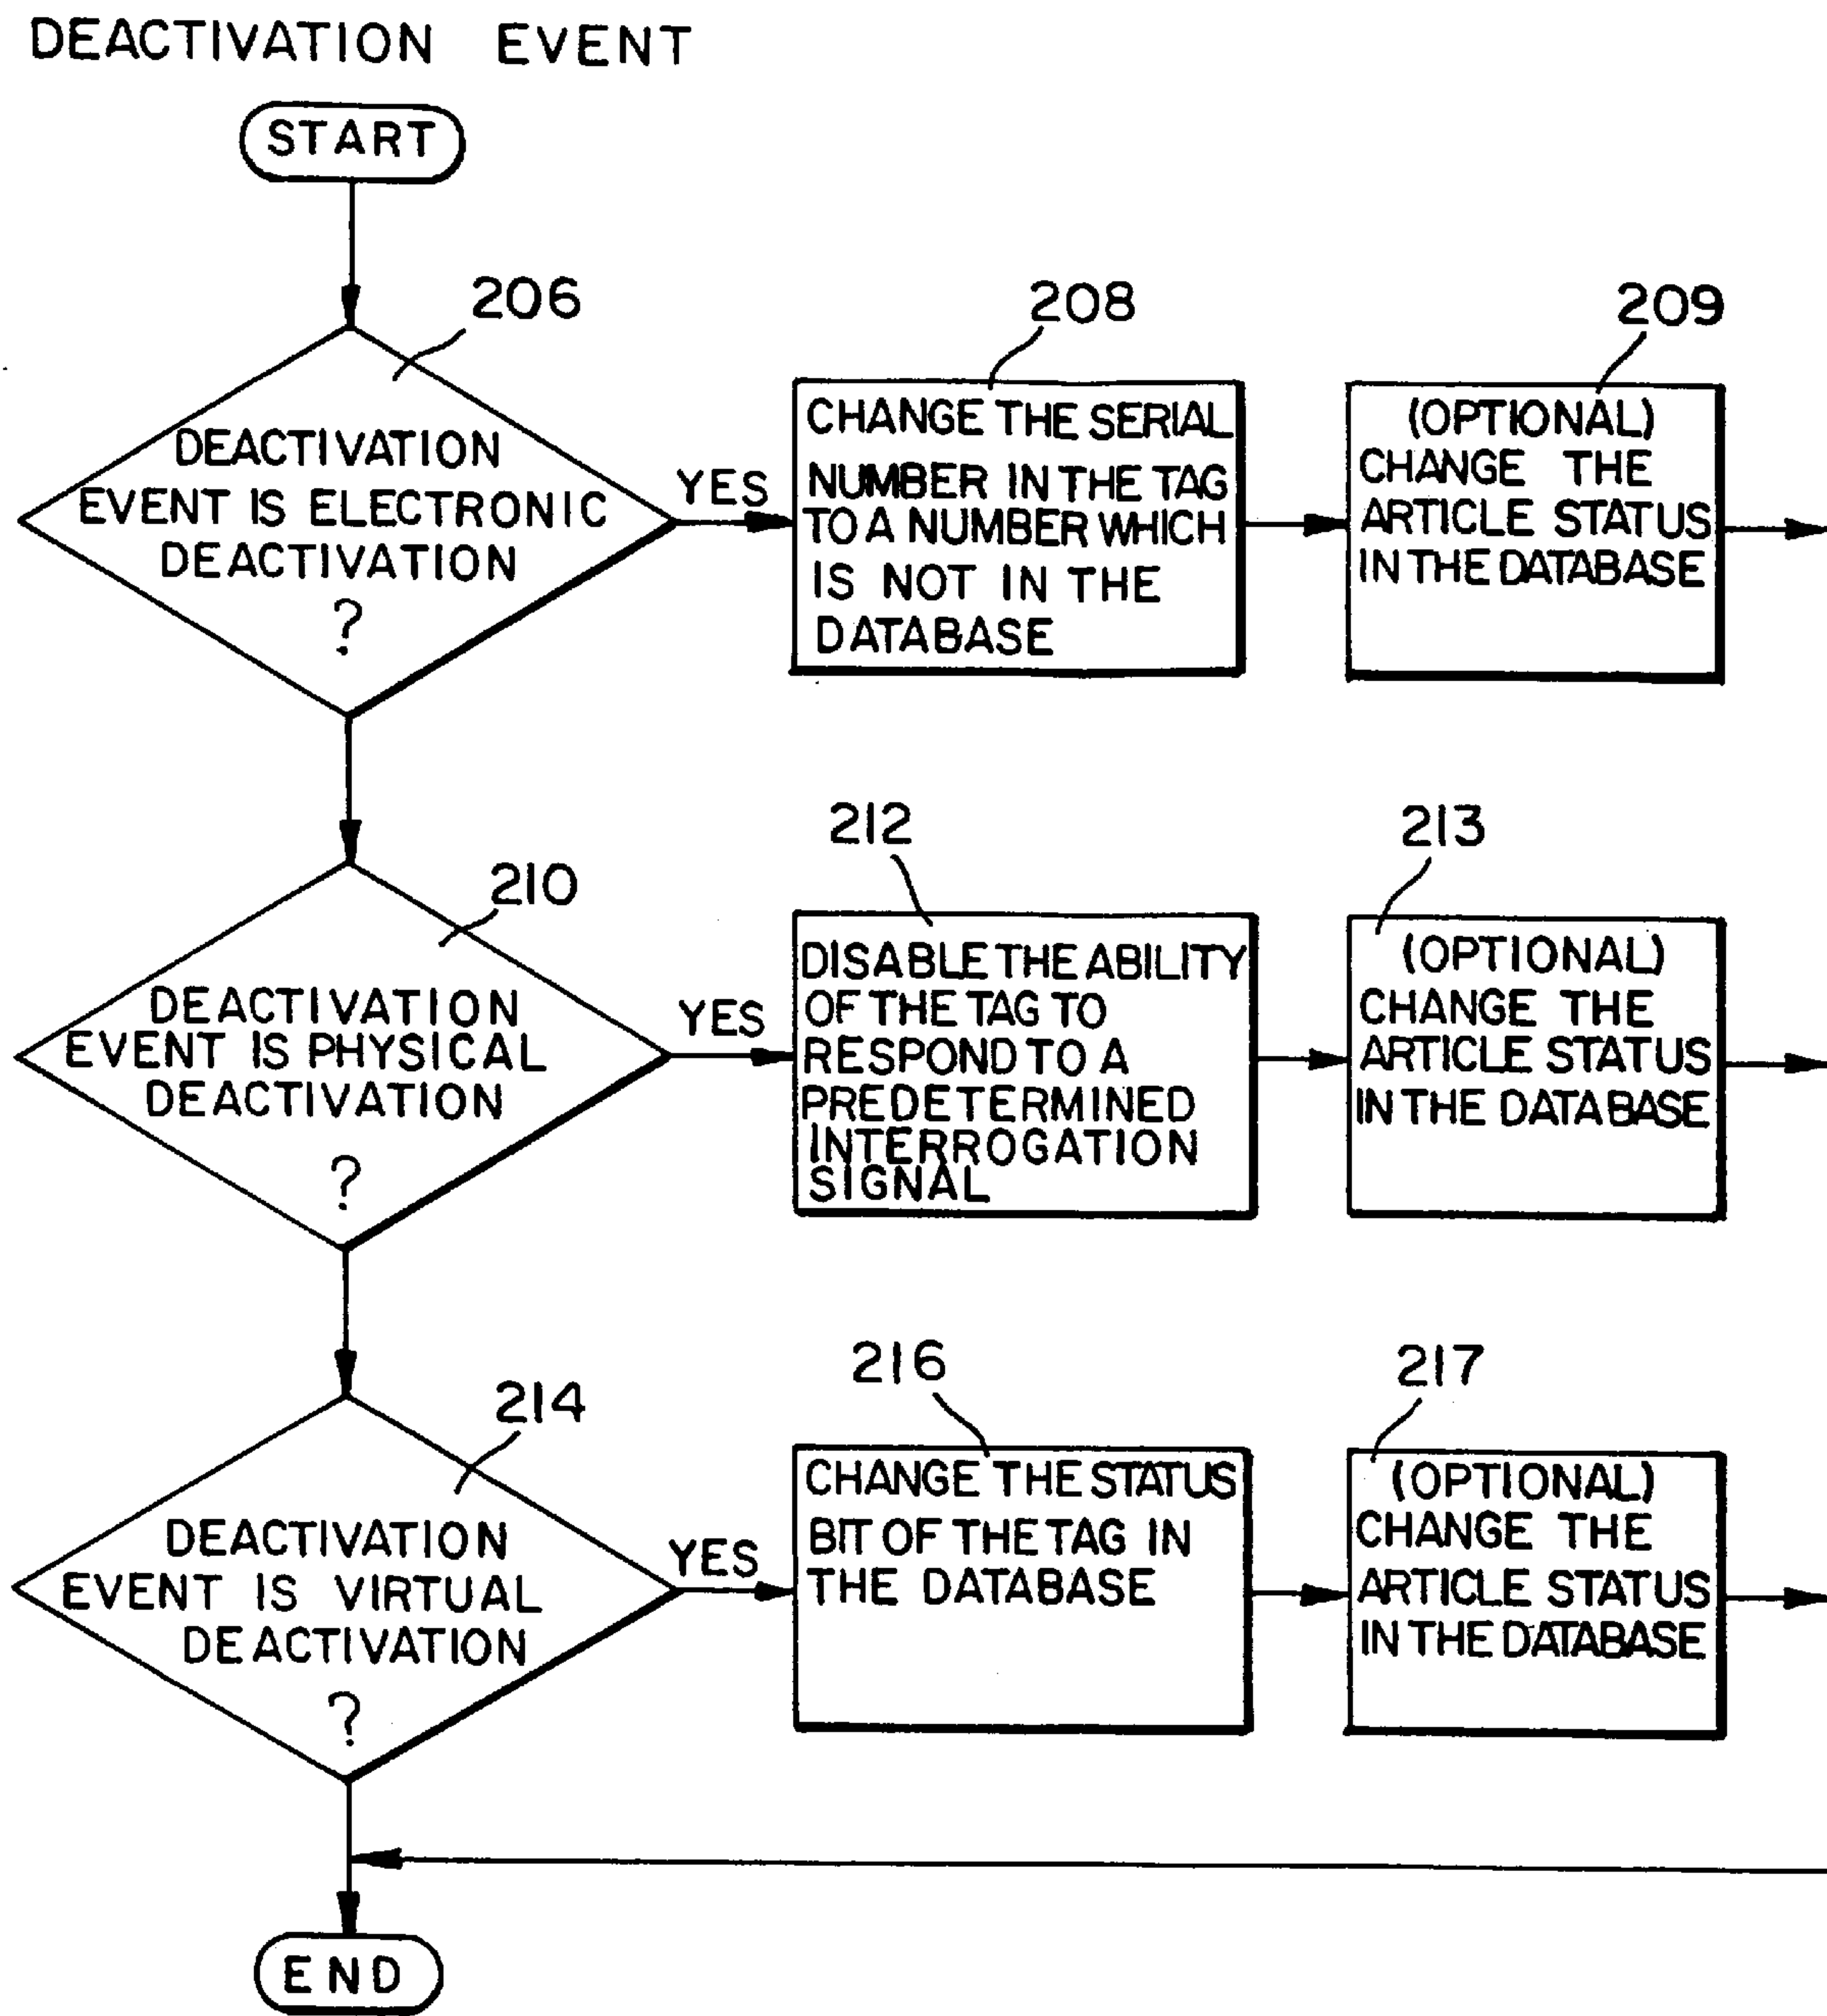 DEACTIVATION EVENT
START
206
DEACTIVATION
EVENT IS ELECTRONIC
DEACTIVATION
?
YES
208
CHANGE THE SERIAL
NUMBER IN THE TAG
TO A NUMBER WHICH
IS NOT IN THE
DATABASE
209
(OPTIONAL)
CHANGE THE
ARTICLE STATUS
IN THE DATABASE
210
DEACTIVATION
EVENT IS PHYSICAL
DEACTIVATION
?
YES
212
DISABLE THE ABILITY
OF THE TAG TO
RESPOND TO A
PREDETERMINED
INTERROGATION
SIGNAL
213
(OPTIONAL)
CHANGE THE
ARTICLE STATUS
IN THE DATABASE
214
DEACTIVATION
EVENT IS VIRTUAL
DEACTIVATION
?
YES
216
CHANGE THE STATUS
BIT OF THE TAG IN
THE DATABASE
217
(OPTIONAL)
CHANGE THE
ARTICLE STATUS
IN THE DATABASE
END